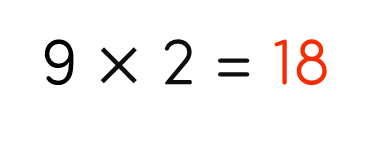 9 × 2 = 18